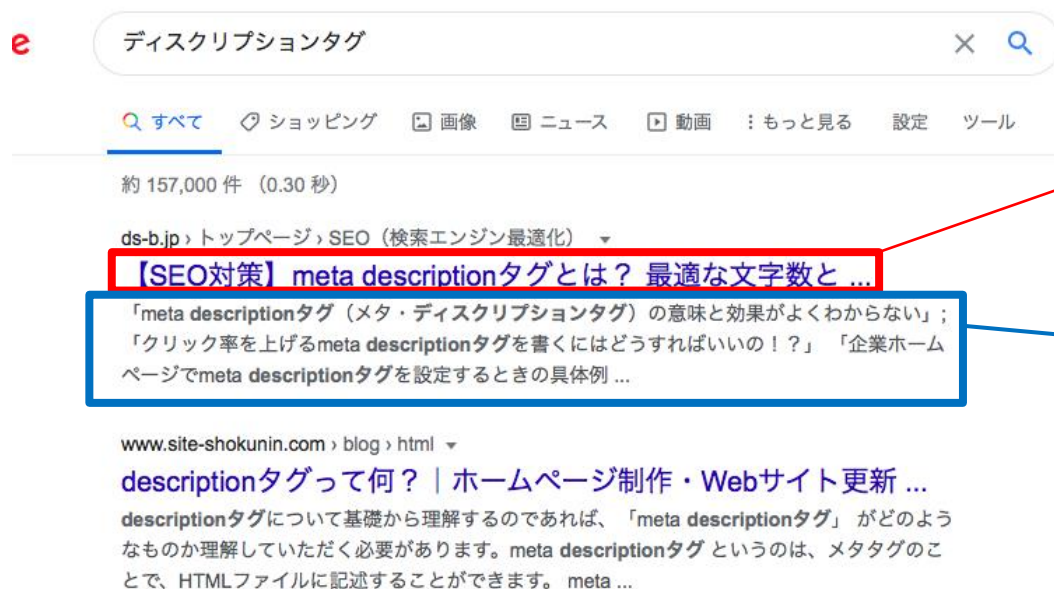 e
ディスクリプションタグ
すべて ショッピング 画像 ニュース 動画 もっと見る 設定 ツール
約 157,000 件 （0.30 秒）
ds-b.jp › トップページ › SEO（検索エンジン最適化）
【SEO対策】meta descriptionタグとは？ 最適な文字数と ...
「meta descriptionタグ（メタ・ディスクリプションタグ）の意味と効果がよくわからない」;
「クリック率を上げるmeta descriptionタグを書くにはどうすればいいの！？」 「企業ホーム
ページでmeta descriptionタグを設定するときの具体例 ...
www.site-shokunin.com › blog › html
descriptionタグって何？｜ホームページ制作・Webサイト更新 ...
descriptionタグについて基礎から理解するのであれば、「meta descriptionタグ」 がどのよう
なものか理解していただく必要があります。meta descriptionタグ というのは、メタタグのこ
とで、HTMLファイルに記述することができます。 meta ...